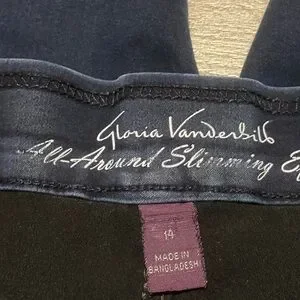 Gloria Vanderbilt
All-Around Slimming
14
MADE IN
BANGLADESH